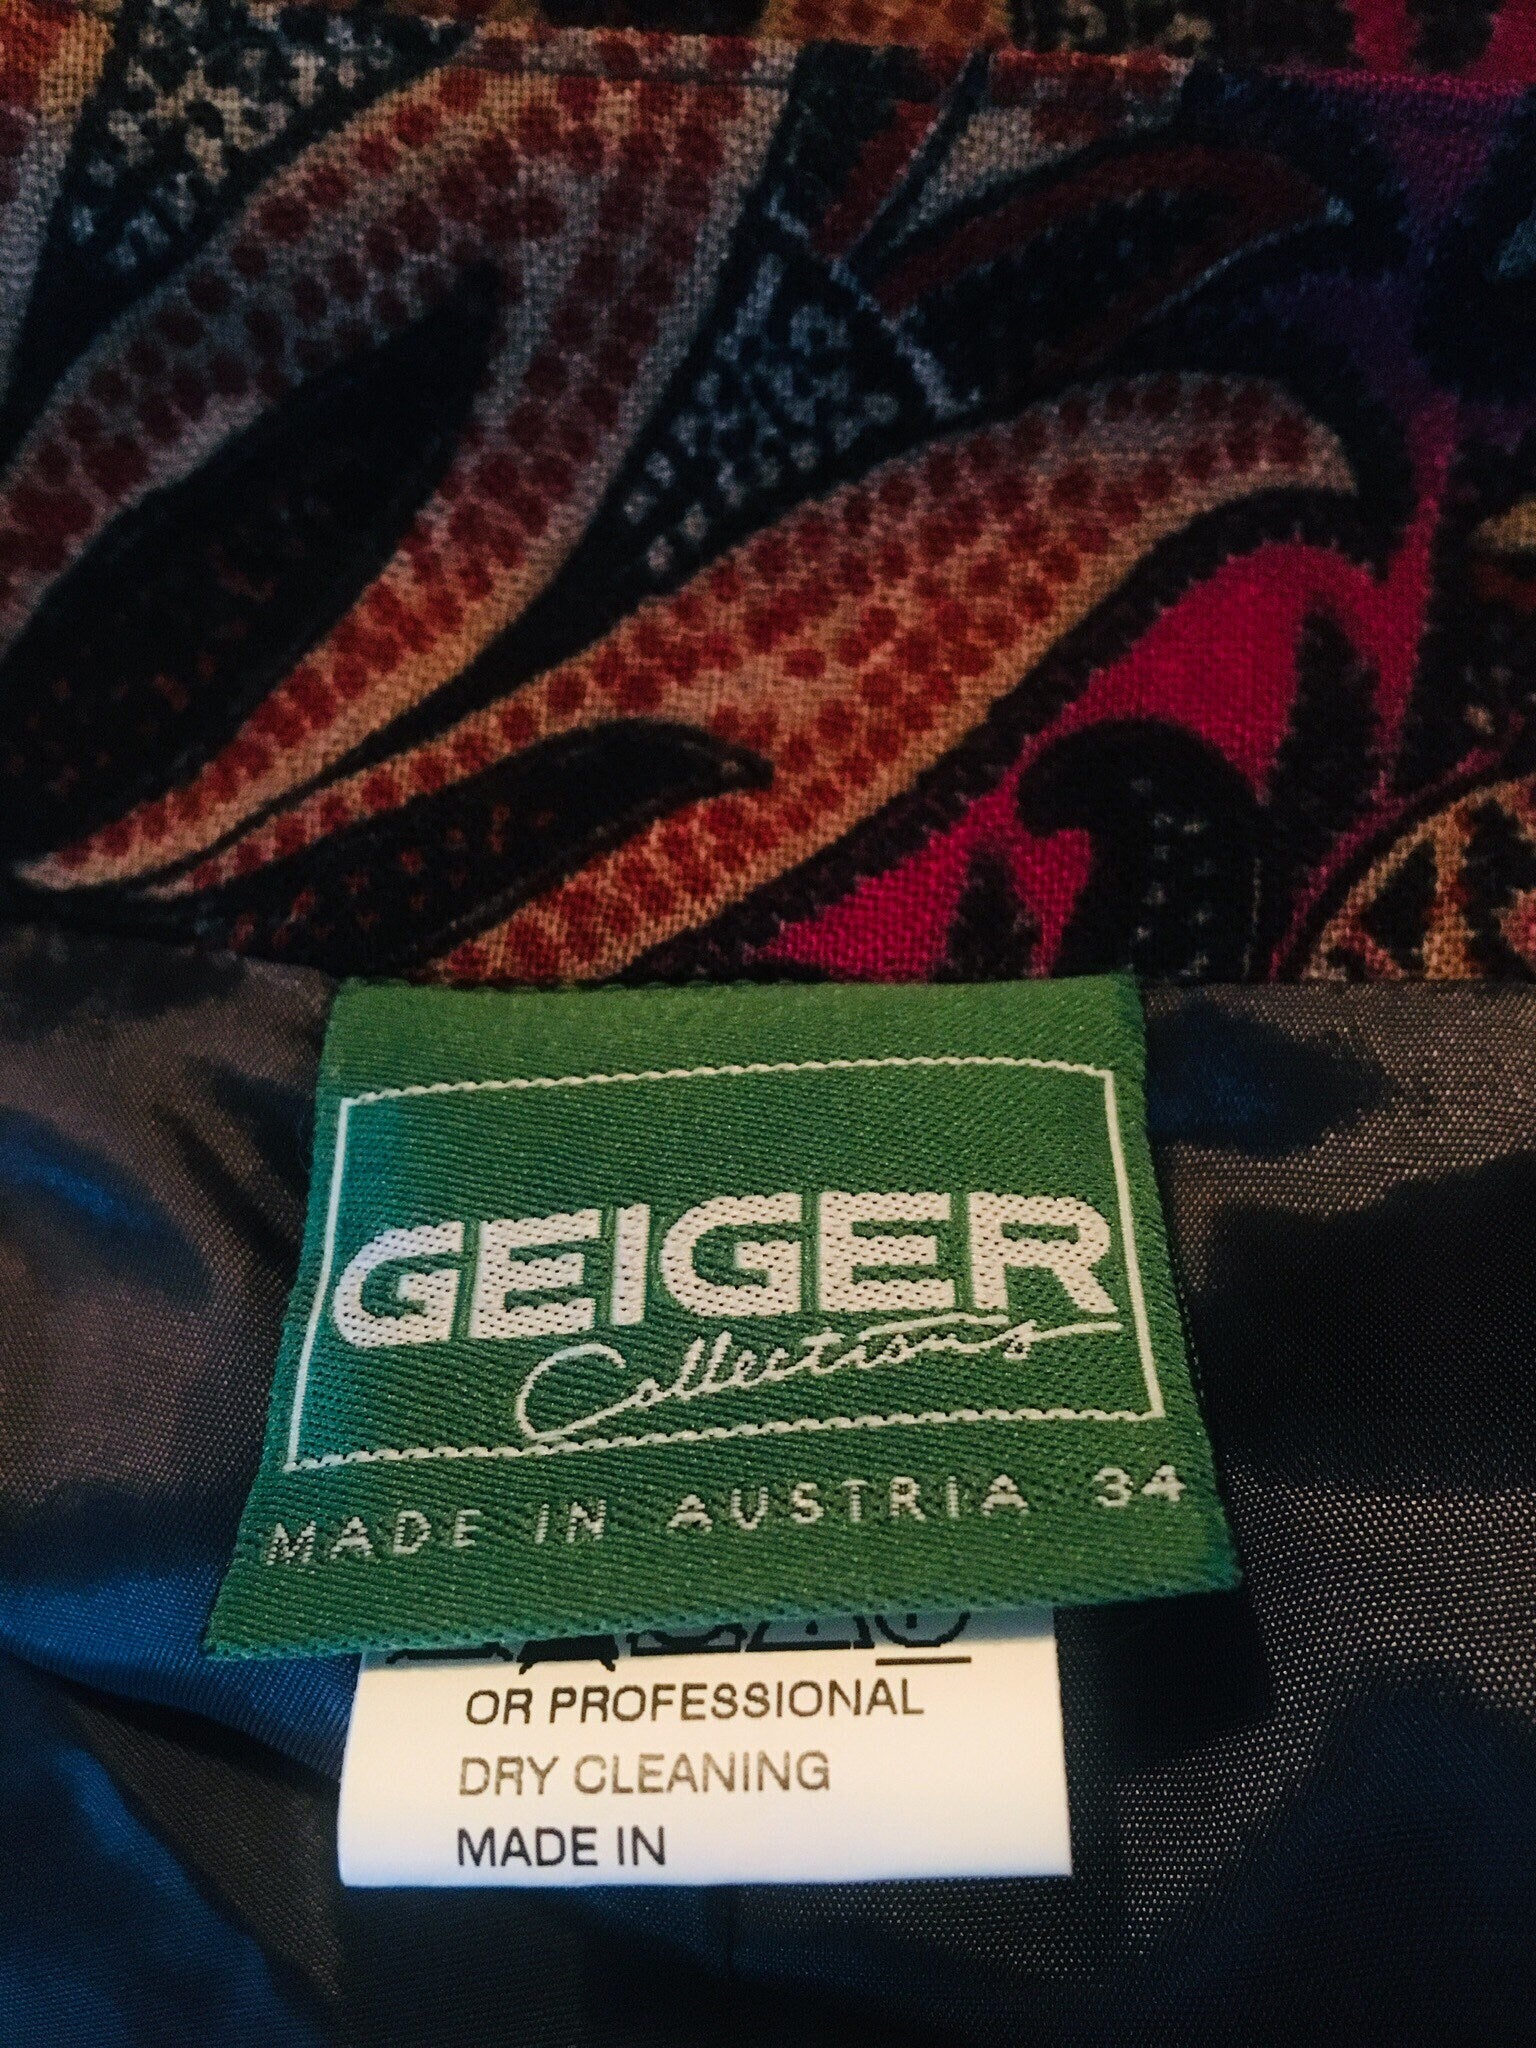 GEIGER
Collections
MADE IN AUSTRIA 34
OR PROFESSIONAL
DRY CLEANING
MADE IN